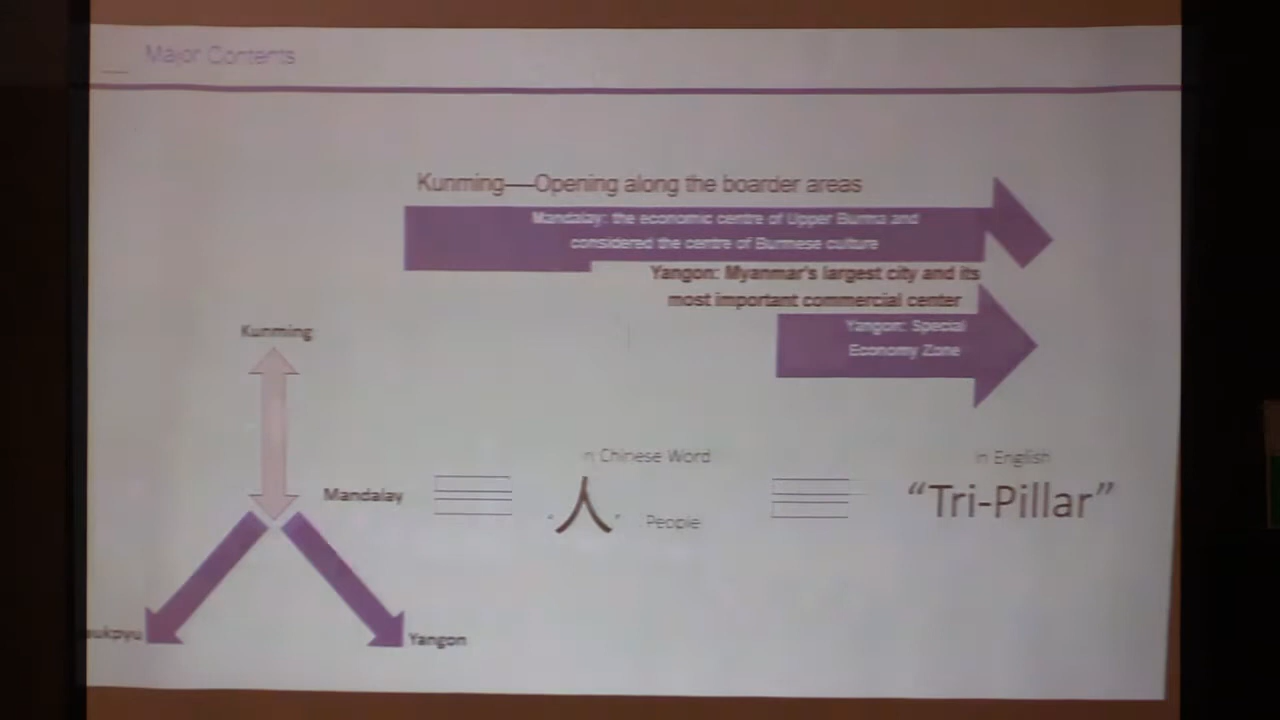 Major Contents
Kunming—Opening along the boarder areas
Mandalay: the economic centre of Upper Burma and
considered the centre of Burmese culture
Yangon: Myanmar's largest city and its
most important commercial center
Yangon: Special
Economy Zone
Kunming
Mandalay
aukpyu
Yangon
in Chinese Word
“人” People
in English
“Tri-Pillar”